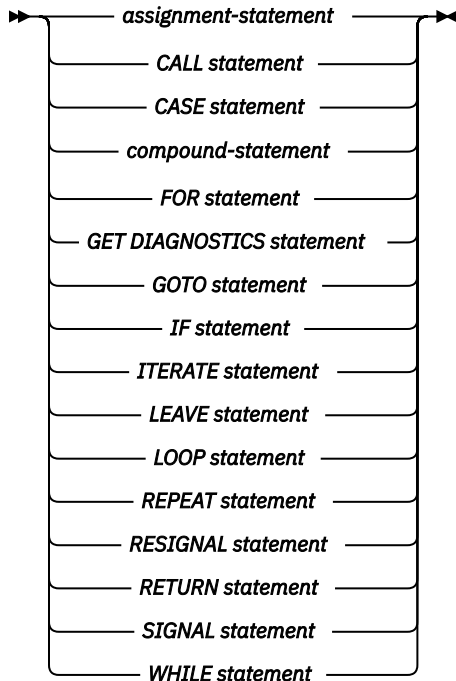 assignment-statement
CALL statement
CASE statement
compound-statement
FOR statement
GET DIAGNOSTICS statement
GOTO statement
IF statement
ITERATE statement
LEAVE statement
LOOP statement
REPEAT statement
RESIGNAL statement
RETURN statement
SIGNAL statement
WHILE statement